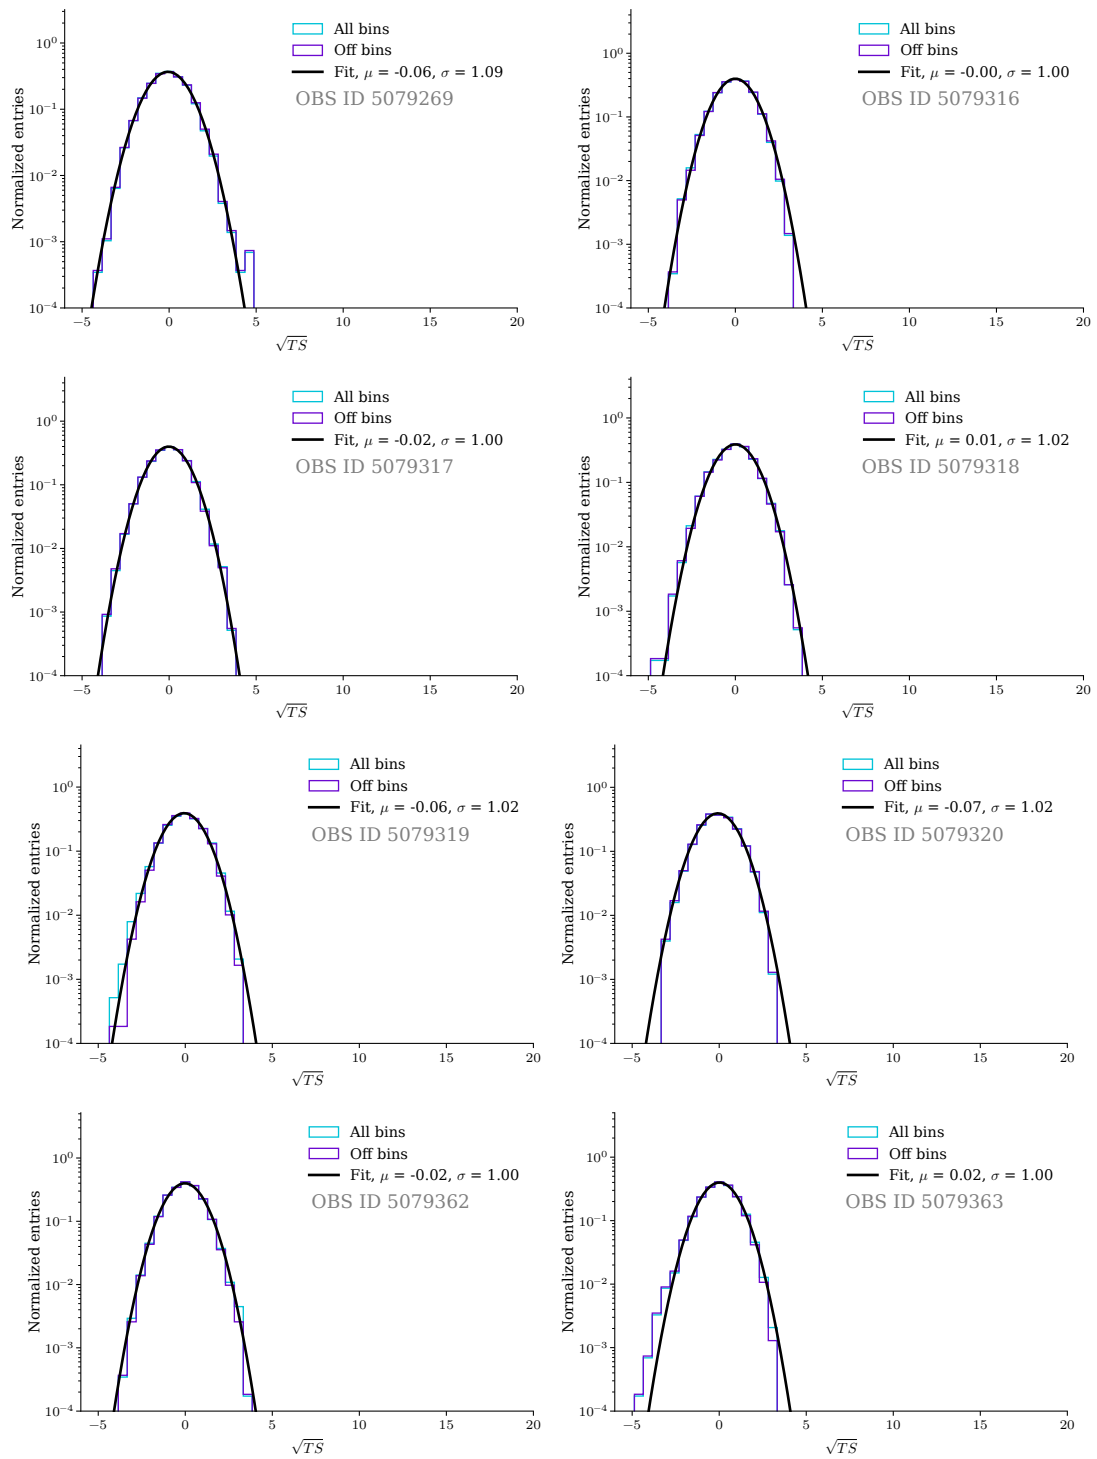 All bins
Off bins
Fit, μ = -0.06, σ = 1.09
OBS ID 5079269
Normalized entries
10⁰
10⁻¹
10⁻²
10⁻³
10⁻⁴
−5 0 5 10 15 20
√TS
All bins
Off bins
Fit, μ = -0.00, σ = 1.00
OBS ID 5079316
Normalized entries
10⁰
10⁻¹
10⁻²
10⁻³
10⁻⁴
−5 0 5 10 15 20
√TS
All bins
Off bins
Fit, μ = -0.02, σ = 1.00
OBS ID 5079317
Normalized entries
10⁰
10⁻¹
10⁻²
10⁻³
10⁻⁴
−5 0 5 10 15 20
√TS
All bins
Off bins
Fit, μ = 0.01, σ = 1.02
OBS ID 5079318
Normalized entries
10⁰
10⁻¹
10⁻²
10⁻³
10⁻⁴
−5 0 5 10 15 20
√TS
All bins
Off bins
Fit, μ = -0.06, σ = 1.02
OBS ID 5079319
Normalized entries
10⁰
10⁻¹
10⁻²
10⁻³
10⁻⁴
−5 0 5 10 15 20
√TS
All bins
Off bins
Fit, μ = -0.07, σ = 1.02
OBS ID 5079320
Normalized entries
10⁰
10⁻¹
10⁻²
10⁻³
10⁻⁴
−5 0 5 10 15 20
√TS
All bins
Off bins
Fit, μ = -0.02, σ = 1.00
OBS ID 5079362
Normalized entries
10⁰
10⁻¹
10⁻²
10⁻³
10⁻⁴
−5 0 5 10 15 20
√TS
All bins
Off bins
Fit, μ = 0.02, σ = 1.00
OBS ID 5079363
Normalized entries
10⁰
10⁻¹
10⁻²
10⁻³
10⁻⁴
−5 0 5 10 15 20
√TS